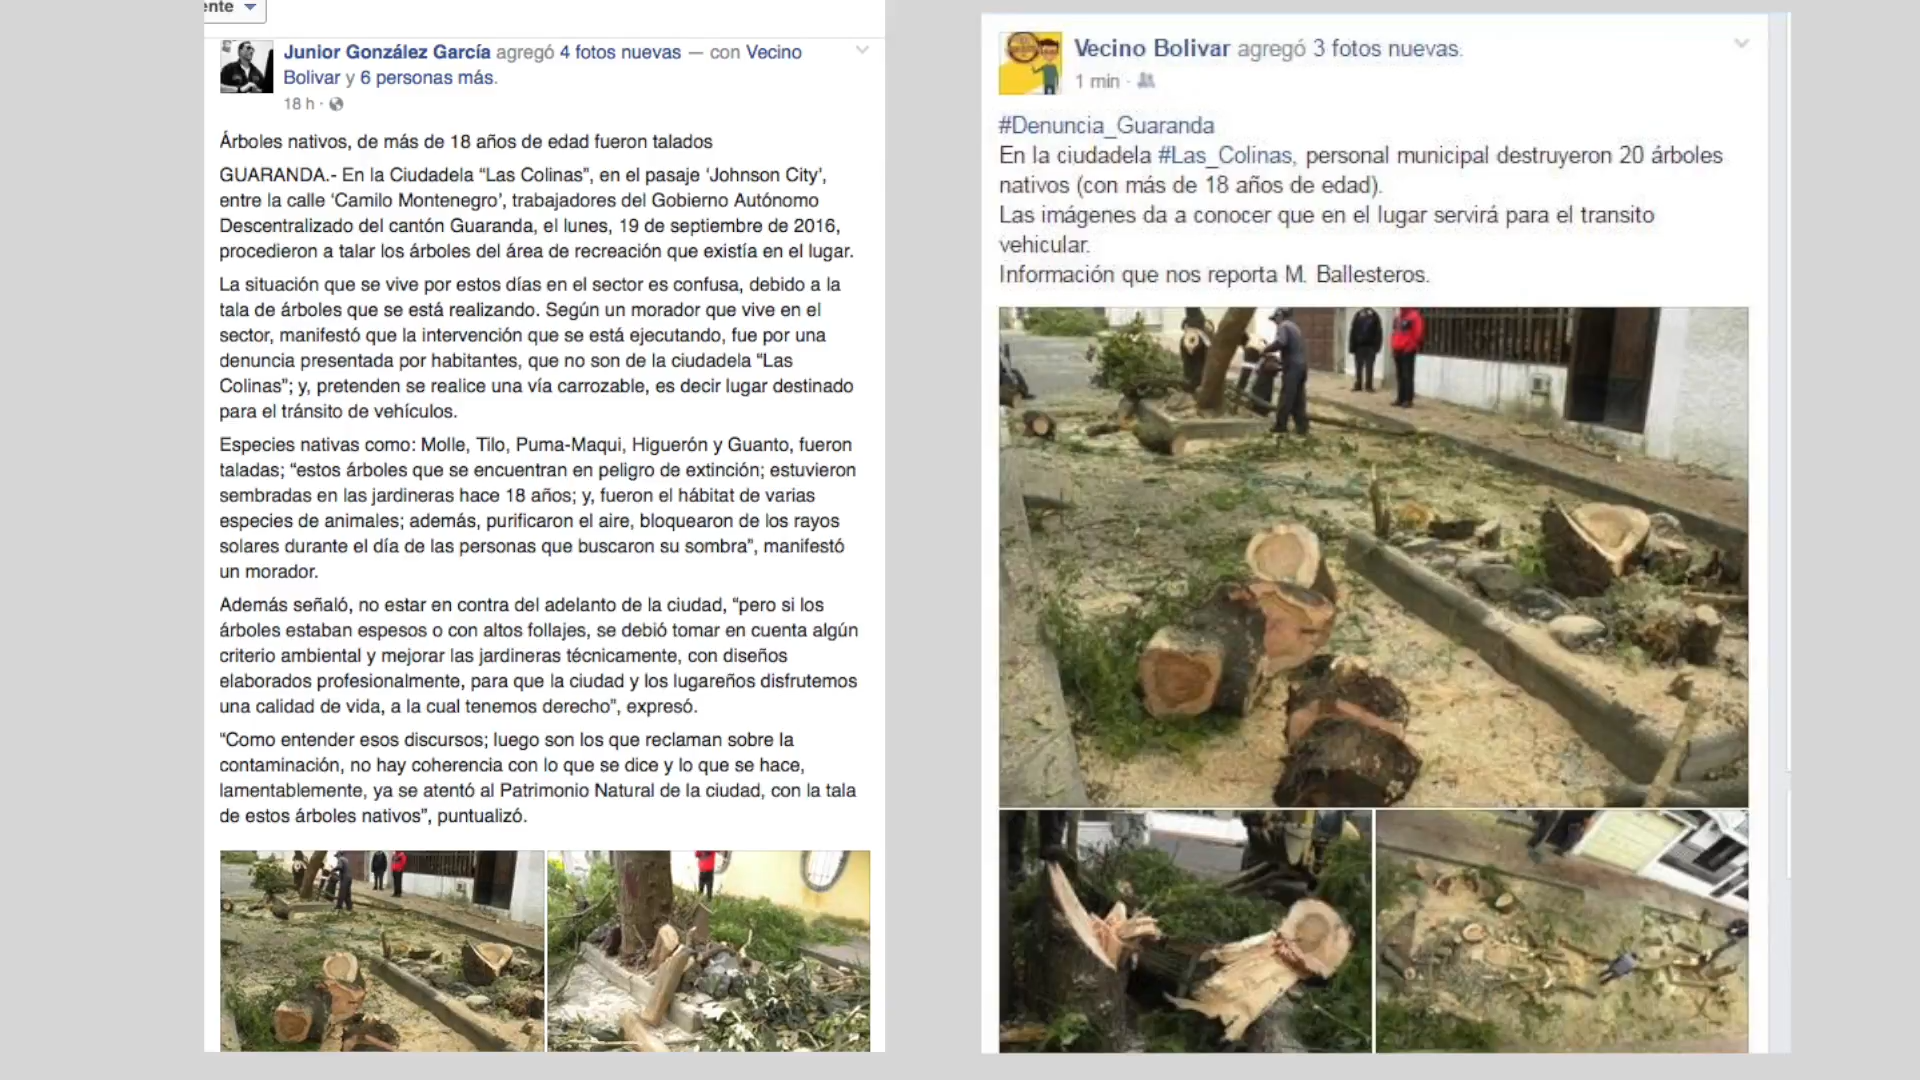 ente
Junior González García agregó 4 fotos nuevas — con Vecino
Bolivar y 6 personas más.
18 h ·
Árboles nativos, de más de 18 años de edad fueron talados
GUARANDA.- En la Ciudadela “Las Colinas”, en el pasaje ‘Johnson City’,
entre la calle ‘Camilo Montenegro’, trabajadores del Gobierno Autónomo
Descentralizado del cantón Guaranda, el lunes, 19 de septiembre de 2016,
procedieron a talar los árboles del área de recreación que existía en el lugar.
La situación que se vive por estos días en el sector es confusa, debido a la
tala de árboles que se está realizando. Según un morador que vive en el
sector, manifestó que la intervención que se está ejecutando, fue por una
denuncia presentada por habitantes, que no son de la ciudadela “Las
Colinas”; y, pretenden se realice una vía carrozable, es decir lugar destinado
para el tránsito de vehículos.
Especies nativas como: Molle, Tilo, Puma-Maqui, Higuerón y Guanto, fueron
taladas; “estos árboles que se encuentran en peligro de extinción; estuvieron
sembradas en las jardineras hace 18 años; y, fueron el hábitat de varias
especies de animales; además, purificaron el aire, bloquearon de los rayos
solares durante el día de las personas que buscaron su sombra”, manifestó
un morador.
Además señaló, no estar en contra del adelanto de la ciudad, “pero si los
árboles estaban espesos o con altos follajes, se debió tomar en cuenta algún
criterio ambiental y mejorar las jardineras técnicamente, con diseños
elaborados profesionalmente, para que la ciudad y los lugareños disfrutemos
una calidad de vida, a la cual tenemos derecho”, expresó.
“Como entender esos discursos; luego son los que reclaman sobre la
contaminación, no hay coherencia con lo que se dice y lo que se hace,
lamentablemente, ya se atentó al Patrimonio Natural de la ciudad, con la tala
de estos árboles nativos”, puntualizó.
Vecino Bolivar agregó 3 fotos nuevas.
1 min ·
#Denuncia_Guaranda
En la ciudadela #Las_Colinas, personal municipal destruyeron 20 árboles
nativos (con más de 18 años de edad).
Las imágenes da a conocer que en el lugar servirá para el transito
vehicular.
Información que nos reporta M. Ballesteros.